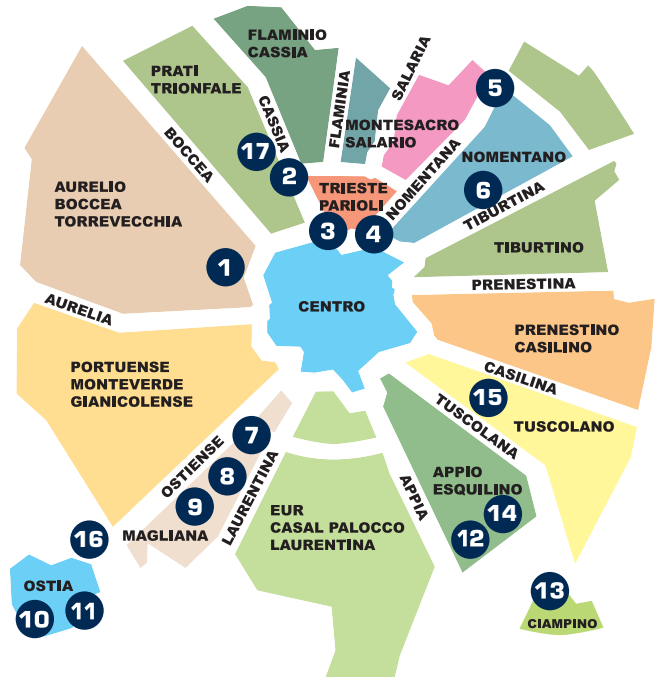 FLAMINIO
CASSIA
PRATI
TRIONFALE
CASSIA
FLAMINIA
SALARIA
5
BOCCEA
17
MONTESACRO
SALARIO
NOMENTANO
2
TRIESTE
PARIOLI
NOMENTANA
6
TIBURTINA
AURELIO
BOCCEA
TORREVECCHIA
3
4
TIBURTINO
1
PRENESTINA
CENTRO
AURELIA
PRENESTINO
CASILINO
PORTUENSE
MONTEVERDE
GIANICOLENSE
CASILINA
15
TUSCOLANA
TUSCOLANO
7
OSTIENSE
8
LAURENTINA
9
APPIA
APPIO
ESQUILINO
14
12
EUR
CASAL PALOCCO
LAURENTINA
MAGLIANA
16
OSTIA
10
11
13
CIAMPINO